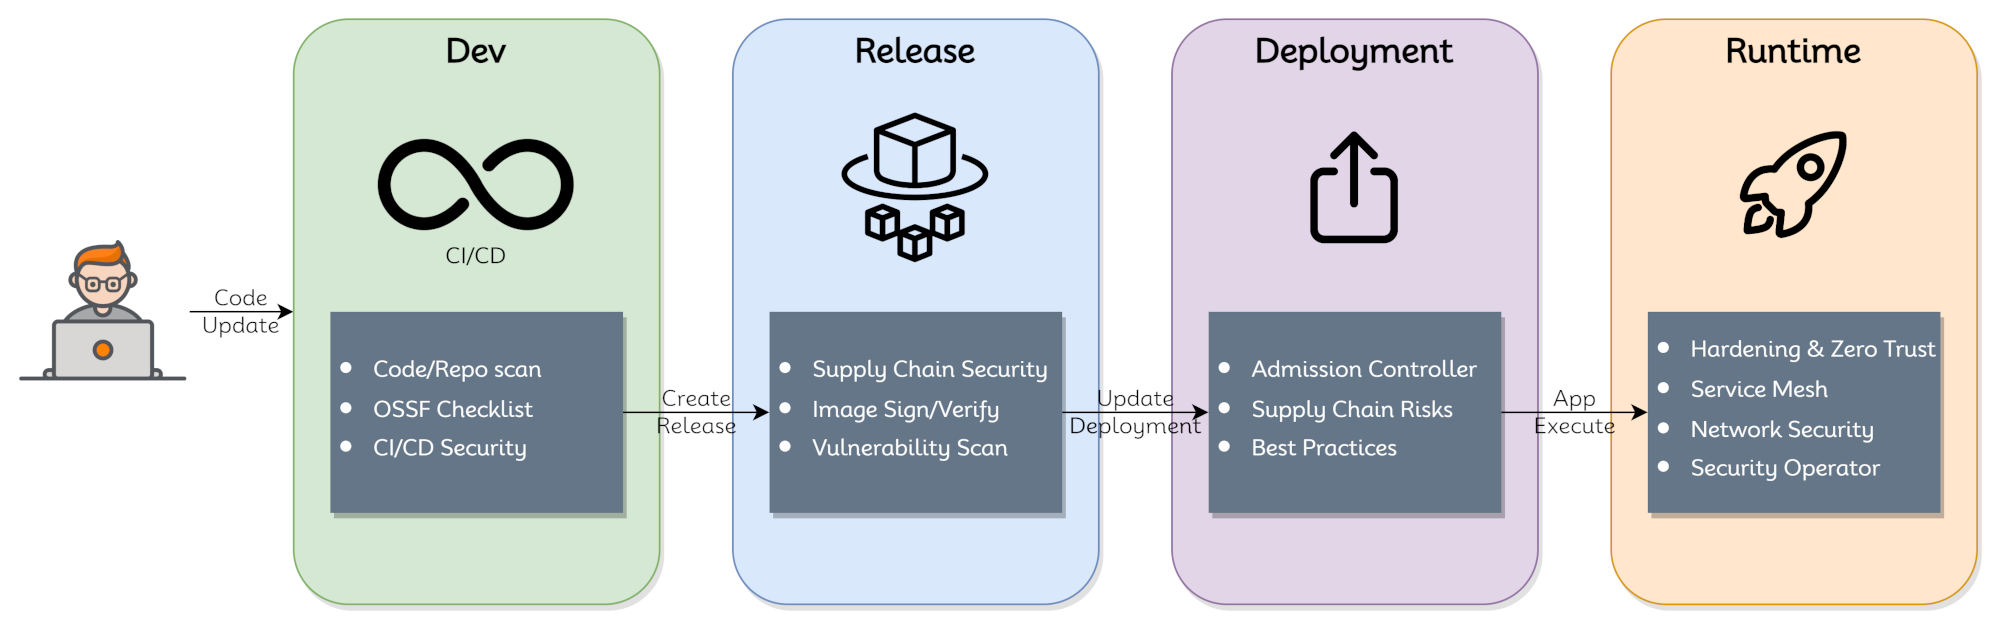 Dev
CI/CD
Code
Update
Code/Repo scan
OSSF Checklist
CI/CD Security
Create
Release
Release
Supply Chain Security
Image Sign/Verify
Vulnerability Scan
Update
Deployment
Deployment
Admission Controller
Supply Chain Risks
Best Practices
App
Execute
Runtime
Hardening & Zero Trust
Service Mesh
Network Security
Security Operator